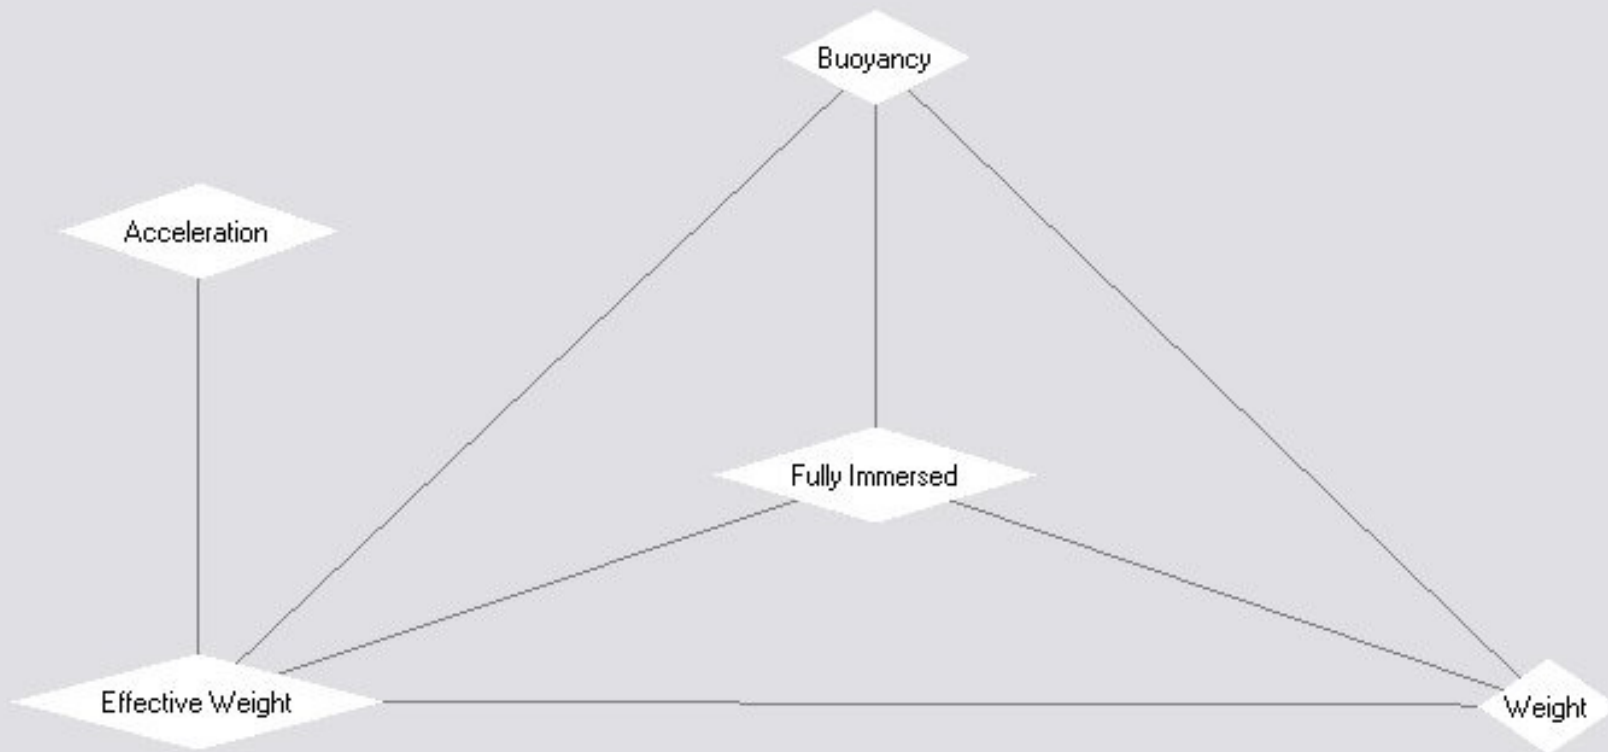 Buoyancy
Acceleration
Fully Immersed
Effective Weight
Weight